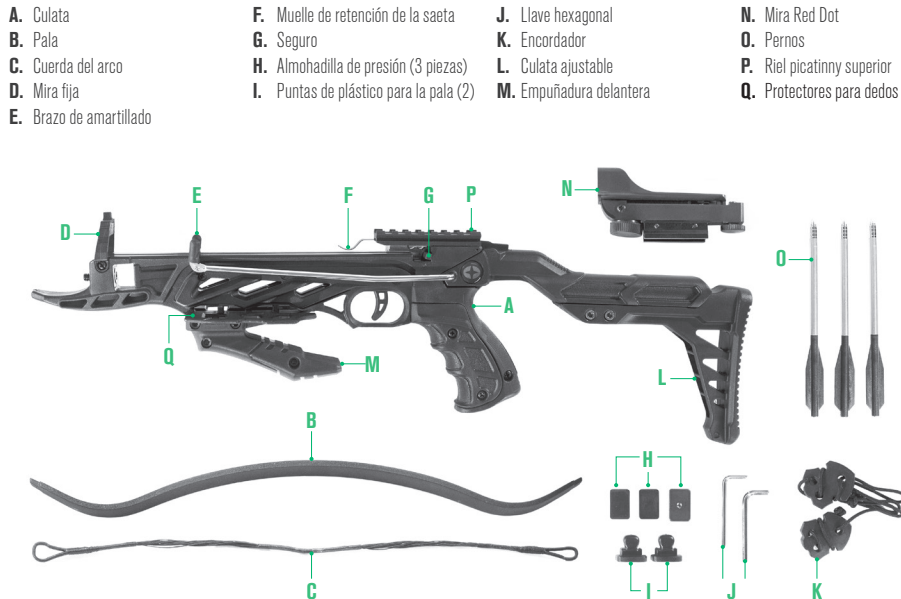 A. Culata
B. Pala
C. Cuerda del arco
D. Mira fija
E. Brazo de amartillado
F. Muelle de retención de la saeta
G. Seguro
H. Almohadilla de presión (3 piezas)
I. Puntas de plástico para la pala (2)
J. Llave hexagonal
K. Encordador
L. Culata ajustable
M. Empuñadura delantera
N. Mira Red Dot
O. Pernos
P. Riel picatinny superior
Q. Protectores para dedos
N
E
F
G
P
D
O
A
Q
M
L
B
H
C
I
J
K